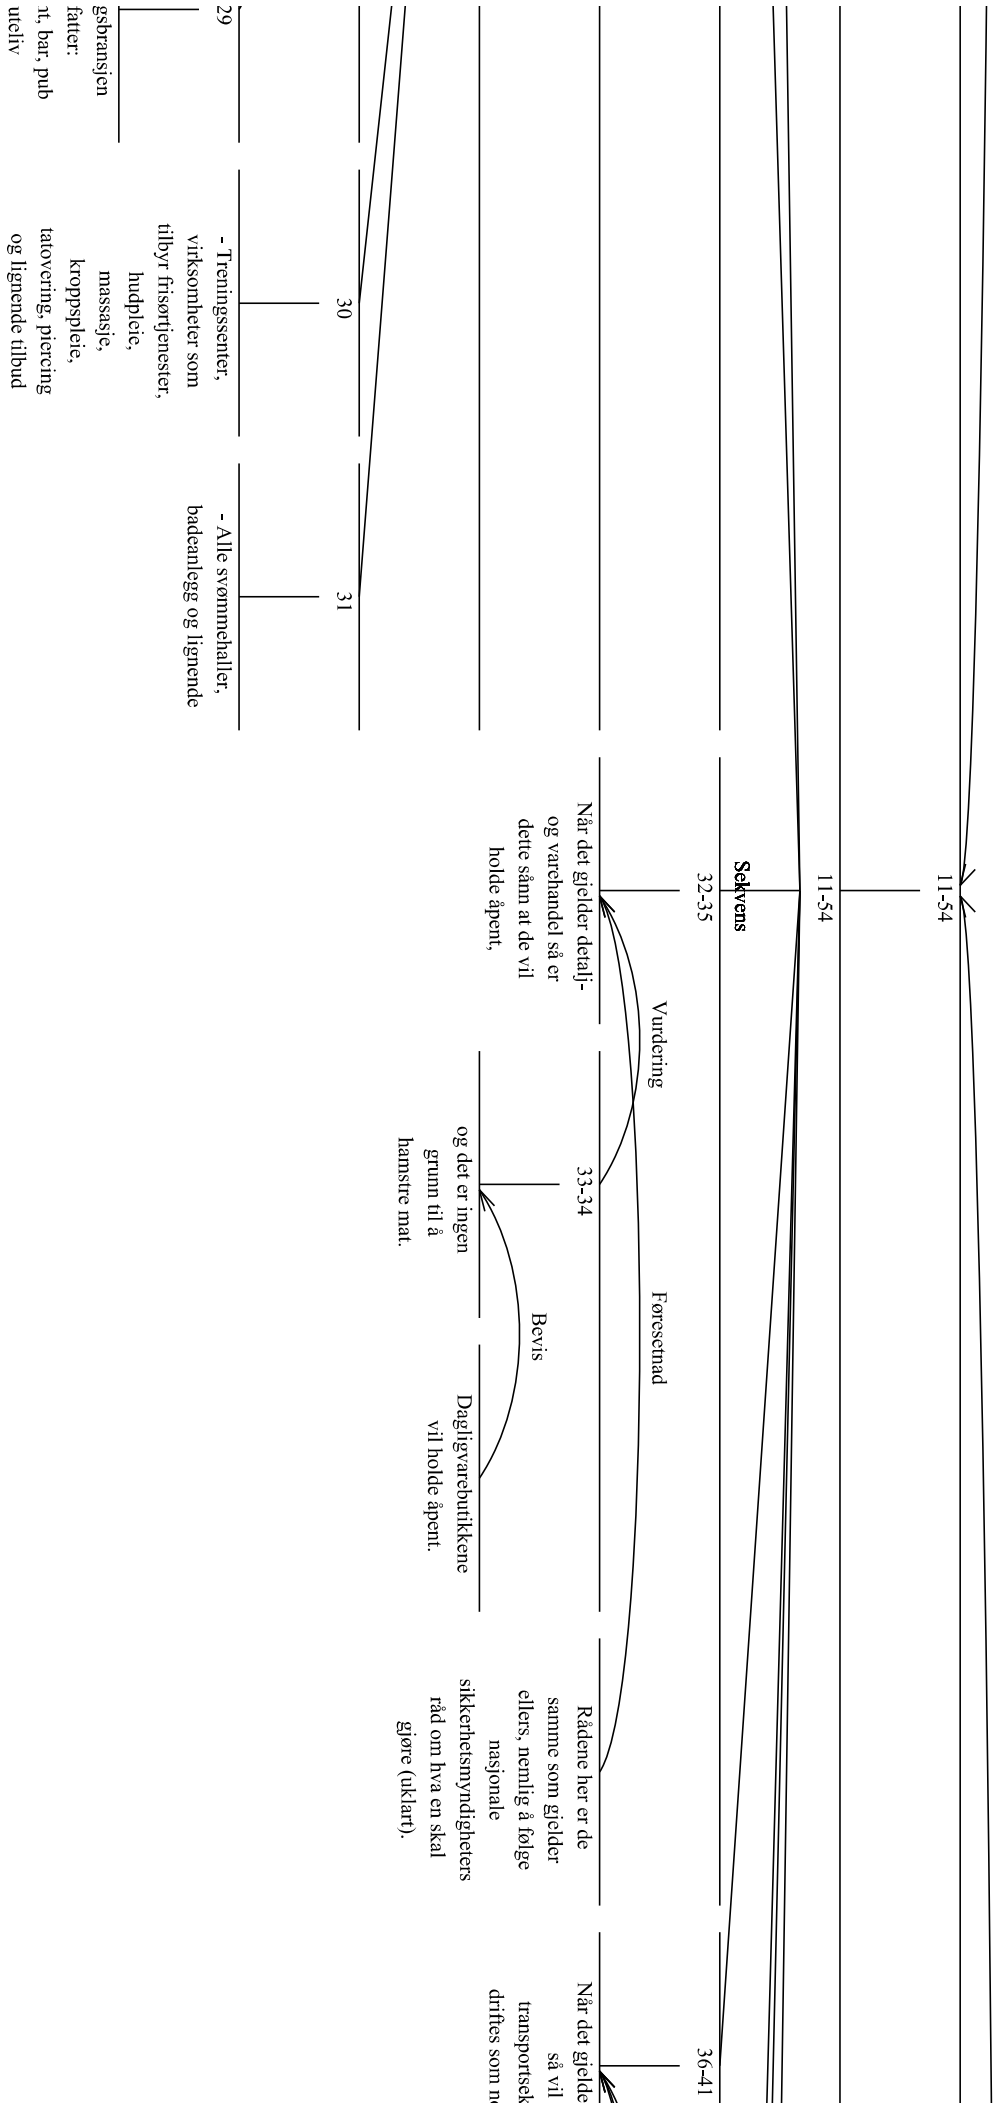 11-54
11-54
Sekvens
32-35
36-41
Vurdering
Føresetnad
29
30
31
33-34
Bevis
gsbransjen
fatter:
nt, bar, pub
uteliv
- Treningssenter,
virksomheter som
tilbyr frisørtjenester,
hudpleie,
massasje,
kroppspleie,
tatovering, piercing
og lignende tilbud
- Alle svømmehaller,
badeanlegg og lignende
Når det gjelder detalj-
og varehandel så er
dette sånn at de vil
holde åpent,
og det er ingen
grunn til å
hamstre mat.
Dagligvarebutikkene
vil holde åpent.
Rådene her er de
samme som gjelder
ellers, nemlig å følge
nasjonale
sikkerhetsmyndigheters
råd om hva en skal
gjøre (uklart).
Når det gjelde
så vil
transportsek
driftes som no